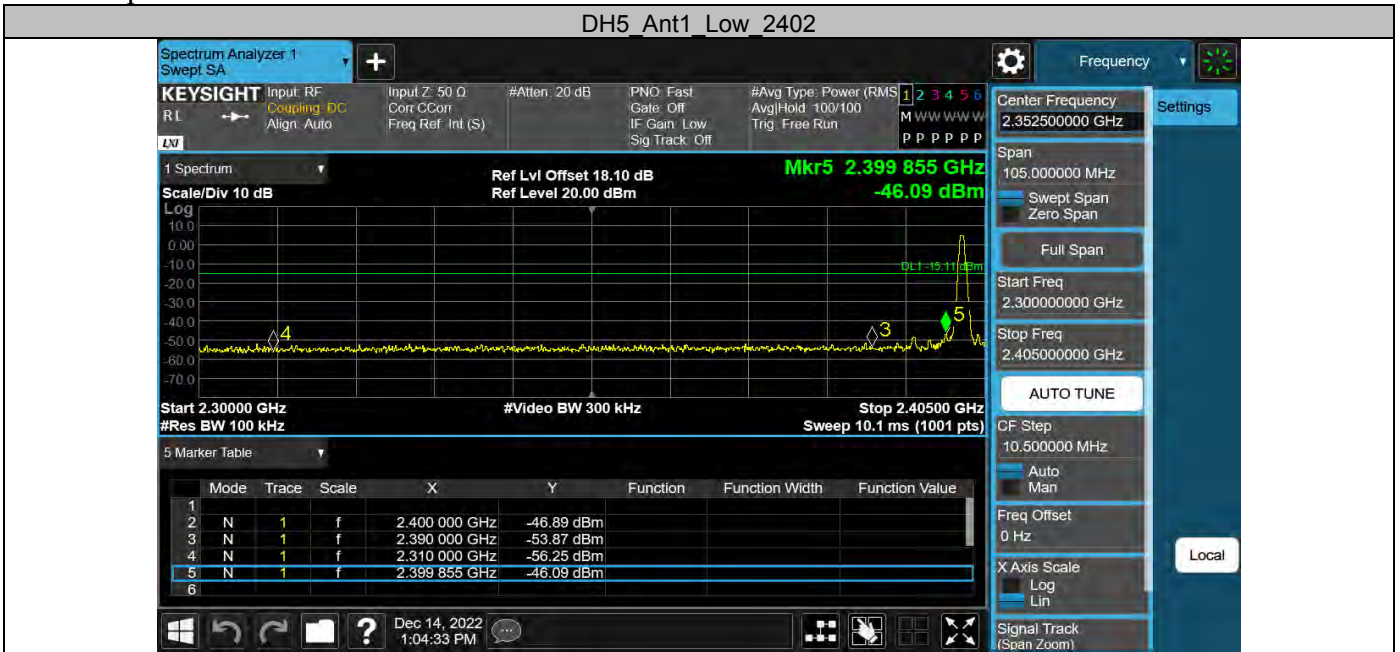 DH5_Ant1_Low_2402
Spectrum Analyzer 1
Swept SA
+
Frequency
KEYSIGHT
RL
LXI
Input: RF
Coupling: DC
Align: Auto
Input Z: 50 Ω
Corr CCorr
Freq Ref: Int (S)
#Atten: 20 dB
PNO: Fast
Gate: Off
IF Gain: Low
Sig Track: Off
#Avg Type: Power (RMS
Avg|Hold: 100/100
Trig: Free Run
1 2 3 4 5 6
M W W W W W
P P P P P P
1 Spectrum
Scale/Div 10 dB
Ref Lvl Offset 18.10 dB
Ref Level 20.00 dBm
Mkr5 2.399 855 GHz
-46.09 dBm
Log
10.0
0.00
-10.0
-20.0
-30.0
-40.0
-50.0
-60.0
-70.0
DL1 -15.11 dBm
4
3
5
Start 2.30000 GHz
#Res BW 100 kHz
#Video BW 300 kHz
Stop 2.40500 GHz
Sweep 10.1 ms (1001 pts)
5 Marker Table
Mode Trace Scale X Y Function Function Width Function Value
1
2 N 1 f 2.400 000 GHz -46.89 dBm
3 N 1 f 2.390 000 GHz -53.87 dBm
4 N 1 f 2.310 000 GHz -56.25 dBm
5 N 1 f 2.399 855 GHz -46.09 dBm
6
?
Dec 14, 2022
1:04:33 PM
Center Frequency
2.352500000 GHz
Settings
Span
105.000000 MHz
Swept Span
Zero Span
Full Span
Start Freq
2.300000000 GHz
Stop Freq
2.405000000 GHz
AUTO TUNE
CF Step
10.500000 MHz
Auto
Man
Freq Offset
0 Hz
X Axis Scale
Log
Lin
Local
Signal Track
(Span Zoom)